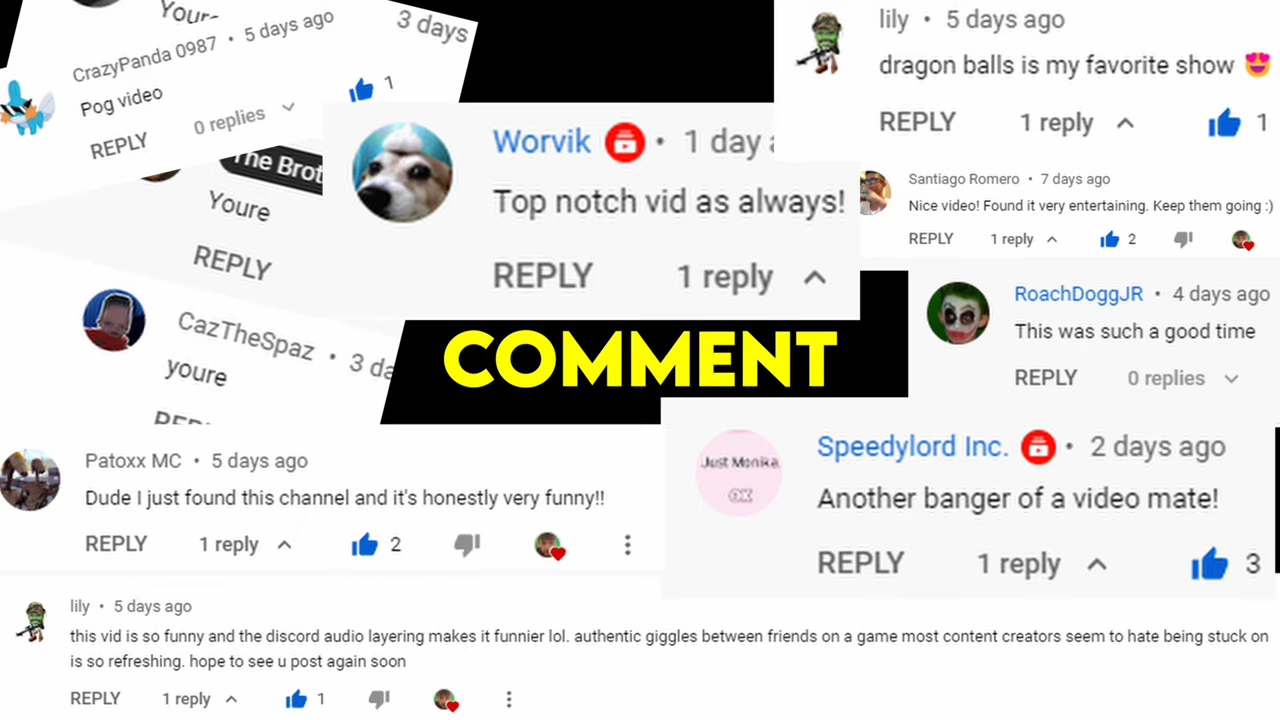 Youre
3 days
CrazyPanda 0987 • 5 days ago
Pog video
1
REPLY 0 replies
The Brot
Youre
REPLY
CazTheSpaz • 3 da
youre
Worvik • 1 day
Top notch vid as always!
REPLY 1 reply
lily • 5 days ago
dragon balls is my favorite show 😍
REPLY 1 reply 1
Santiago Romero • 7 days ago
Nice video! Found it very entertaining. Keep them going :)
REPLY 1 reply 2
RoachDoggJR • 4 days ago
This was such a good time
REPLY 0 replies
COMMENT
Patoxx MC • 5 days ago
Dude I just found this channel and it's honestly very funny!!
REPLY 1 reply 2
Just Monika
OK
Speedylord Inc. • 2 days ago
Another banger of a video mate!
REPLY 1 reply 3
lily • 5 days ago
this vid is so funny and the discord audio layering makes it funnier lol. authentic giggles between friends on a game most content creators seem to hate being stuck on
is so refreshing. hope to see u post again soon
REPLY 1 reply 1